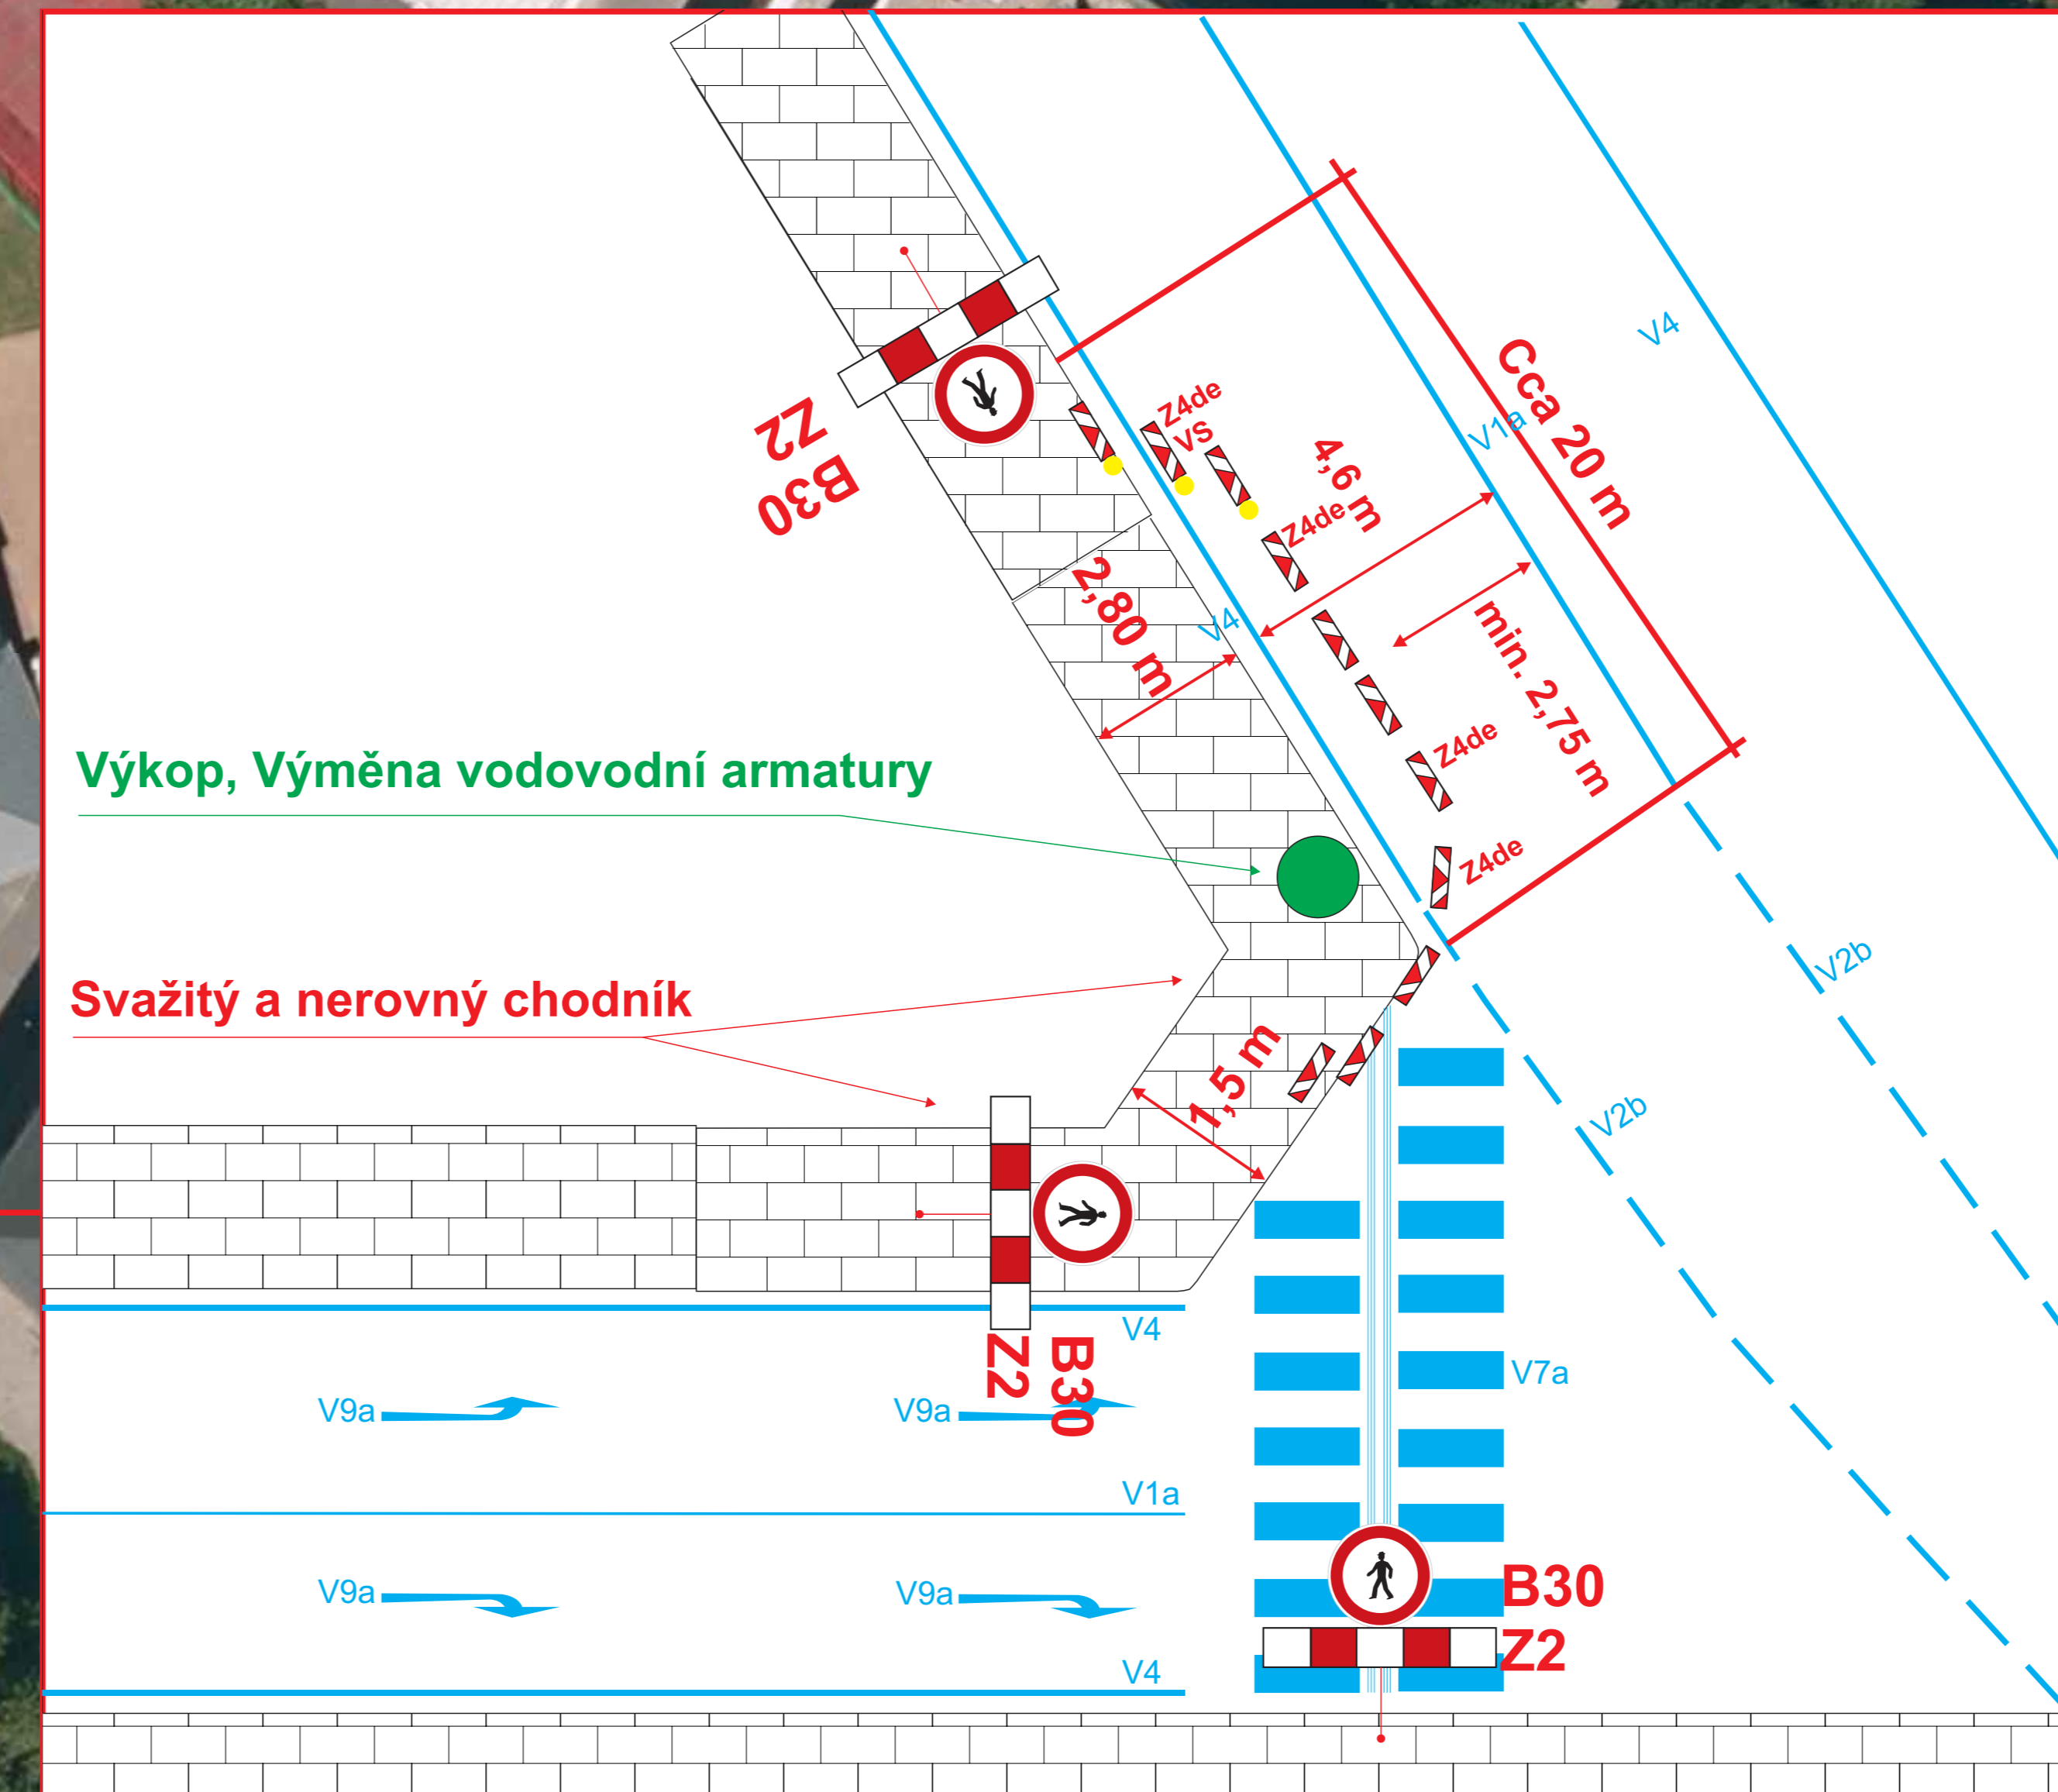 V4
Cca 20 m
V1a
Z4de
VS
4,6 m
Z4de
Z2
B30
2,80 m
V4
min. 2,75 m
Z4de
Výkop, Výměna vodovodní armatury
Z4de
V2b
Svažitý a nerovný chodník
1,5 m
V2b
V4
Z2
B30
V7a
V9a
V9a
V1a
V9a
V9a
B30
Z2
V4